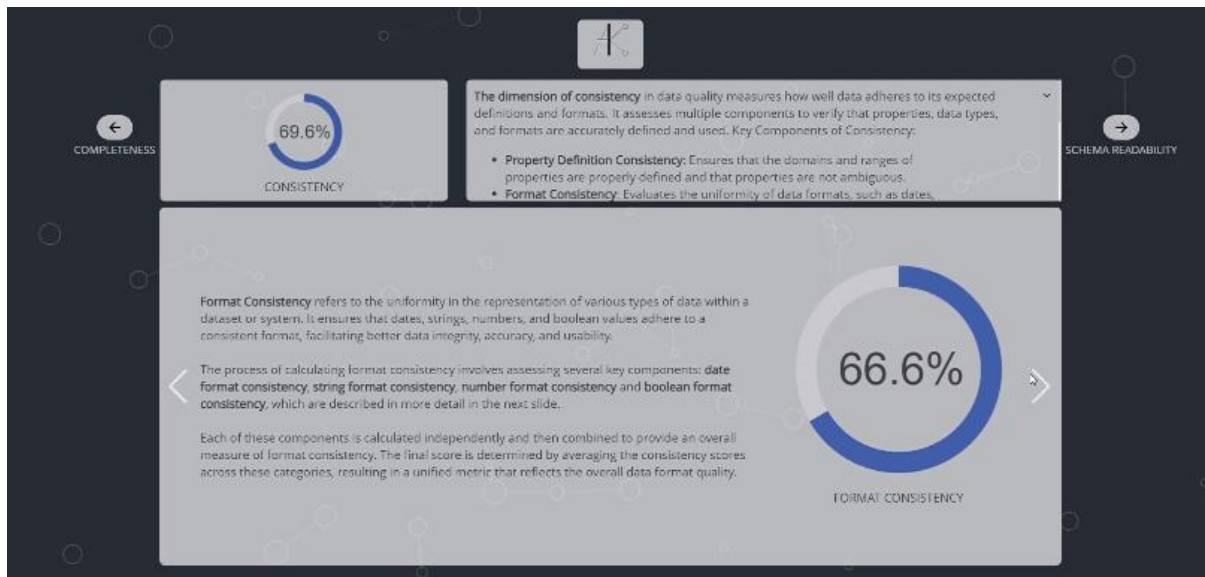 AK
COMPLETENESS
69.6%
CONSISTENCY
The dimension of consistency in data quality measures how well data adheres to its expected
definitions and formats. It assesses multiple components to verify that properties, data types,
and formats are accurately defined and used. Key Components of Consistency:
• Property Definition Consistency: Ensures that the domains and ranges of
properties are properly defined and that properties are not ambiguous.
• Format Consistency: Evaluates the uniformity of data formats, such as dates,
SCHEMA READABILITY
Format Consistency refers to the uniformity in the representation of various types of data within a
dataset or system. It ensures that dates, strings, numbers, and boolean values adhere to a
consistent format, facilitating better data integrity, accuracy, and usability.
The process of calculating format consistency involves assessing several key components: date
format consistency, string format consistency, number format consistency and boolean format
consistency, which are described in more detail in the next slide.
Each of these components is calculated independently and then combined to provide an overall
measure of format consistency. The final score is determined by averaging the consistency scores
across these categories, resulting in a unified metric that reflects the overall data format quality.
66.6%
FORMAT CONSISTENCY